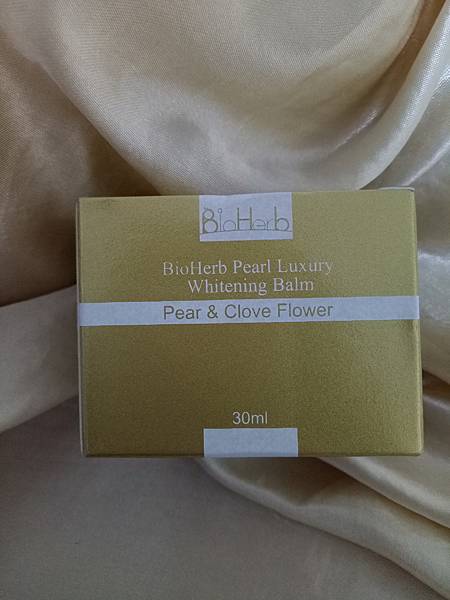 BioHerb
BioHerb Pearl Luxury
Whitening Balm
Pear & Clove Flower
30ml